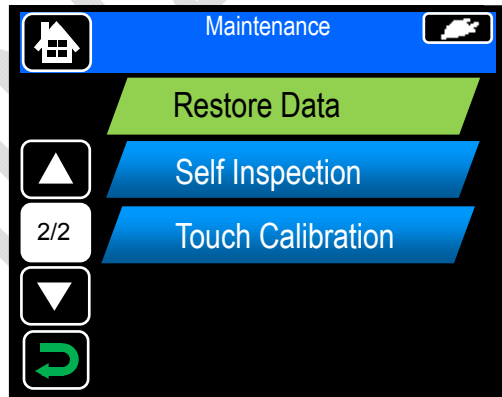 Maintenance
Restore Data
Self Inspection
2/2
Touch Calibration